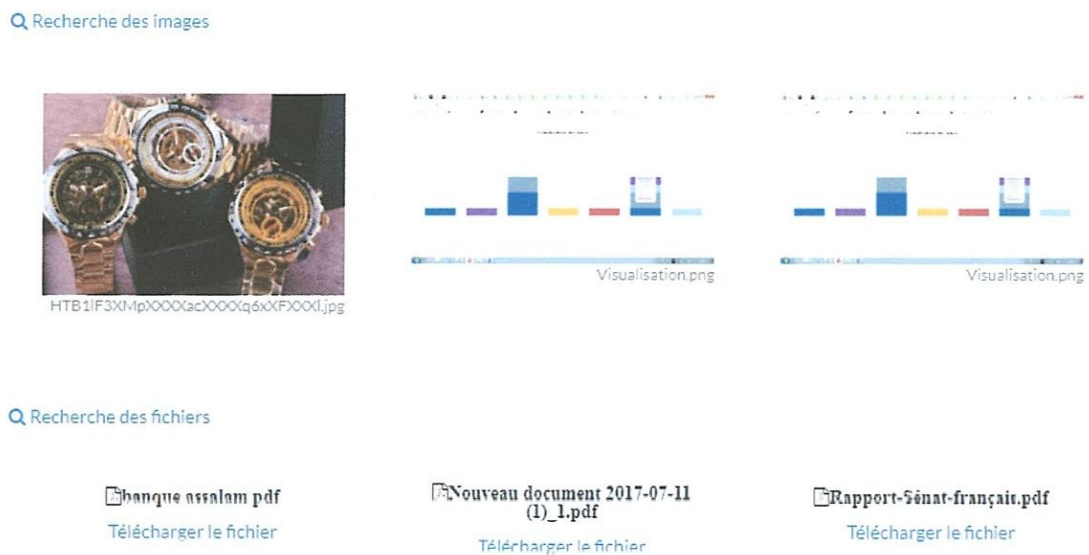 Recherche des images
HTB1lF3XMpXXXXacXXXXq6xXFXXXl.jpg
Visualisation.png
Visualisation.png
Recherche des fichiers
banque assalam pdf
Télécharger le fichier
Nouveau document 2017-07-11
(1)_1.pdf
Télécharger le fichier
Rapport-Sénat-français.pdf
Télécharger le fichier